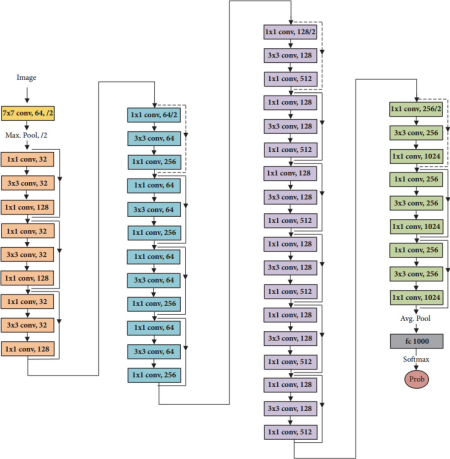 Image
7x7 conv, 64, /2
Max. Pool, /2
1x1 conv, 32
3x3 conv, 32
1x1 conv, 128
1x1 conv, 32
3x3 conv, 32
1x1 conv, 128
1x1 conv, 32
3x3 conv, 32
1x1 conv, 128
1x1 conv, 64/2
3x3 conv, 64
1x1 conv, 256
1x1 conv, 64
3x3 conv, 64
1x1 conv, 256
1x1 conv, 64
3x3 conv, 64
1x1 conv, 256
1x1 conv, 64
3x3 conv, 64
1x1 conv, 256
1x1 conv, 128/2
3x3 conv, 128
1x1 conv, 512
1x1 conv, 128
3x3 conv, 128
1x1 conv, 512
1x1 conv, 128
3x3 conv, 128
1x1 conv, 512
1x1 conv, 128
3x3 conv, 128
1x1 conv, 512
1x1 conv, 128
3x3 conv, 128
1x1 conv, 512
1x1 conv, 128
3x3 conv, 128
1x1 conv, 512
1x1 conv, 256/2
3x3 conv, 256
1x1 conv, 1024
1x1 conv, 256
3x3 conv, 256
1x1 conv, 1024
1x1 conv, 256
3x3 conv, 256
1x1 conv, 1024
Avg. Pool
fc 1000
Softmax
Prob